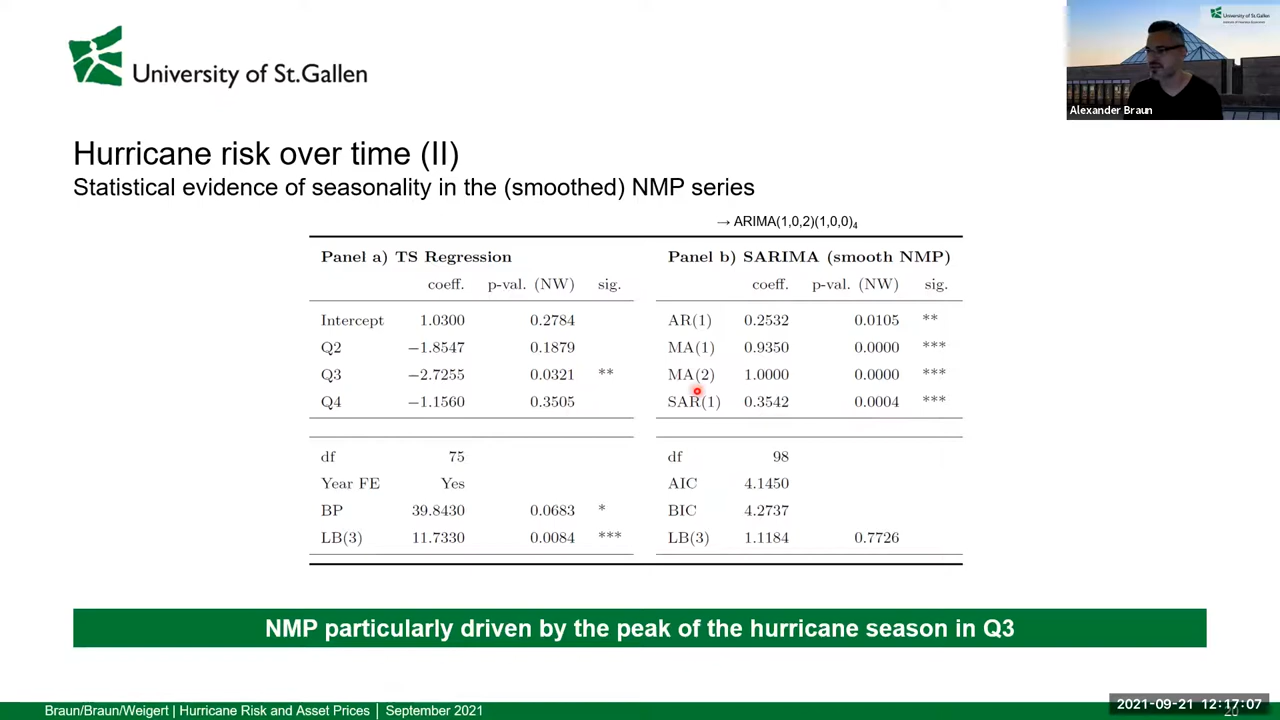 University of St.Gallen
University of St.Gallen
Alexander Braun
Hurricane risk over time (II)
Statistical evidence of seasonality in the (smoothed) NMP series
→ ARIMA(1,0,2)(1,0,0)₄
Panel a) TS Regression
coeff. p-val. (NW) sig.
Intercept 1.0300 0.2784
Q2 −1.8547 0.1879
Q3 −2.7255 0.0321 **
Q4 −1.1560 0.3505
df 75
Year FE Yes
BP 39.8430 0.0683 *
LB(3) 11.7330 0.0084 ***
Panel b) SARIMA (smooth NMP)
coeff. p-val. (NW) sig.
AR(1) 0.2532 0.0105 **
MA(1) 0.9350 0.0000 ***
MA(2) 1.0000 0.0000 ***
SAR(1) 0.3542 0.0004 ***
df 98
AIC 4.1450
BIC 4.2737
LB(3) 1.1184 0.7726
NMP particularly driven by the peak of the hurricane season in Q3
Braun/Braun/Weigert | Hurricane Risk and Asset Prices | September 2021
2021-09-21 12:17:07